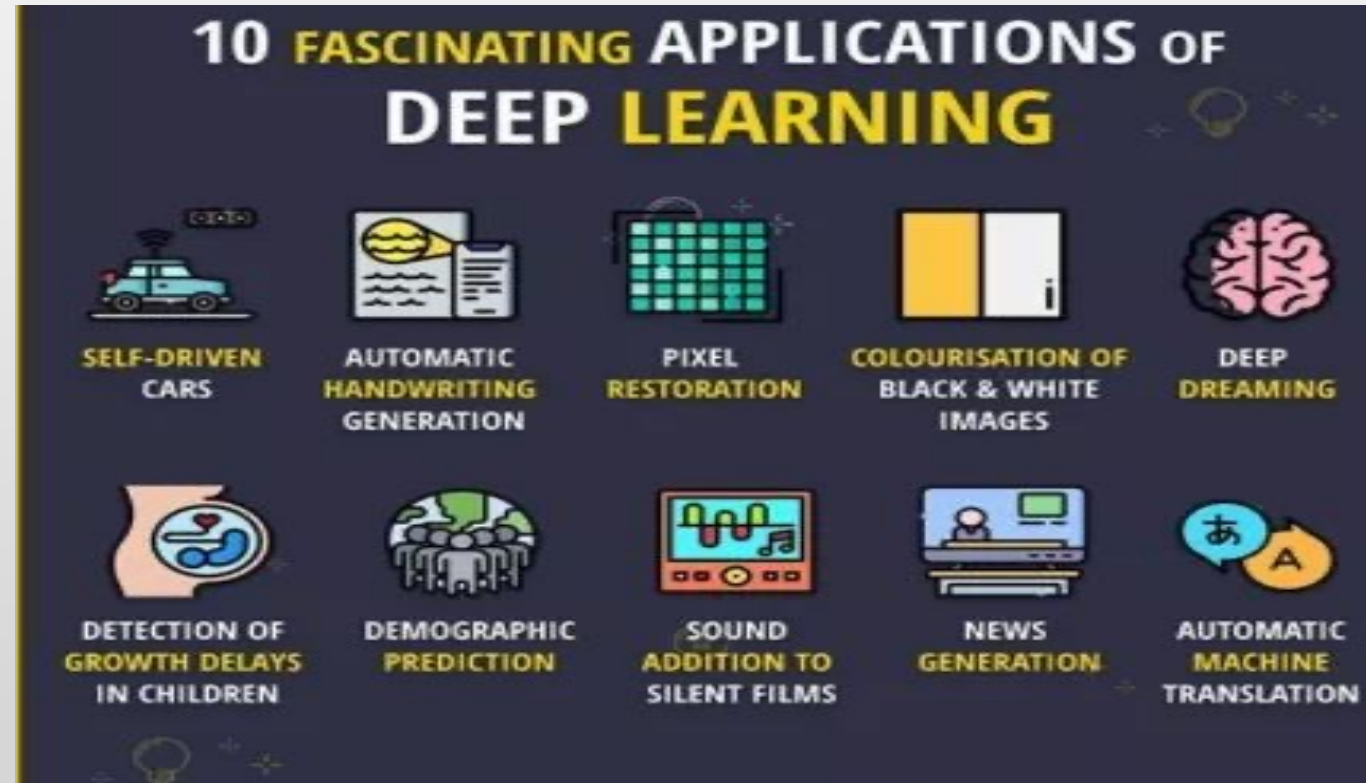 10 FASCINATING APPLICATIONS OF
DEEP LEARNING
SELF-DRIVEN
CARS
AUTOMATIC
HANDWRITING
GENERATION
PIXEL
RESTORATION
COLOURISATION OF
BLACK & WHITE
IMAGES
DEEP
DREAMING
DETECTION OF
GROWTH DELAYS
IN CHILDREN
DEMOGRAPHIC
PREDICTION
SOUND
ADDITION TO
SILENT FILMS
NEWS
GENERATION
あ
A
AUTOMATIC
MACHINE
TRANSLATION